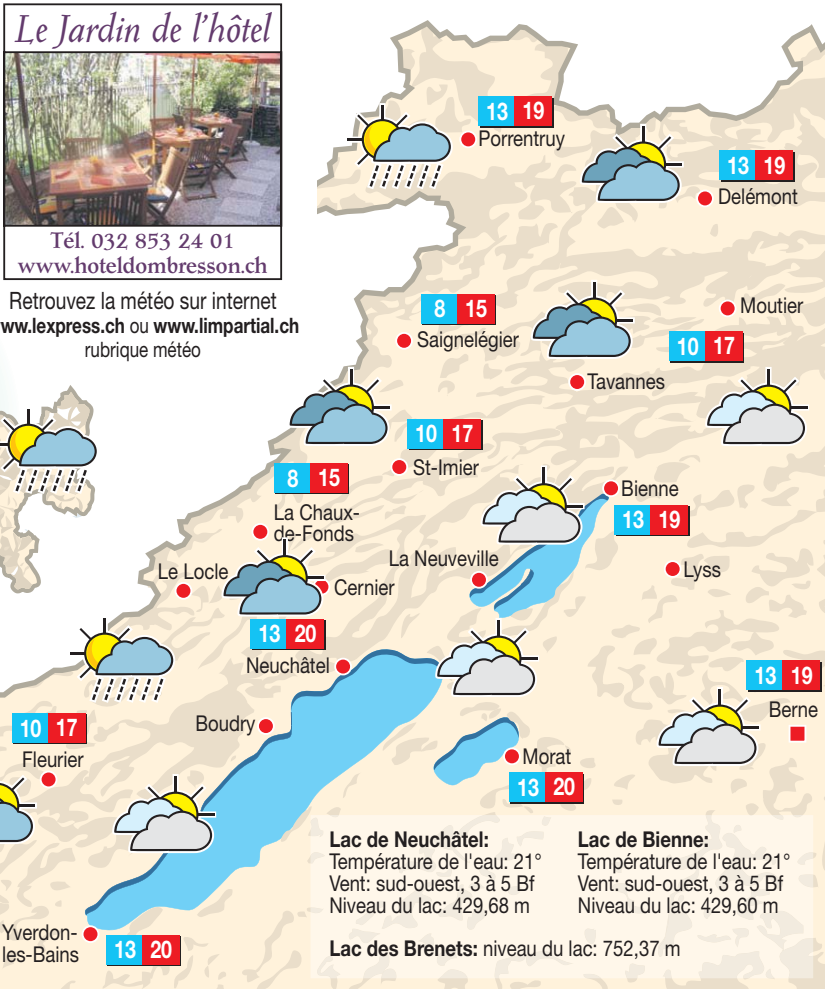 Le Jardin de l'hôtel
Tél. 032 853 24 01
www.hoteldombresson.ch
Retrouvez la météo sur internet
ww.lexpress.ch ou www.limpartial.ch
rubrique météo
13 19
Porrentruy
13 19
Delémont
8 15
Saignelégier
Moutier
10 17
Tavannes
10 17
St-Imier
8 15
La Chaux-
de-Fonds
Bienne
13 19
La Neuveville
Lyss
Le Locle
Cernier
13 20
Neuchâtel
13 19
Berne
10 17
Fleurier
Boudry
Morat
13 20
Lac de Neuchâtel:
Température de l'eau: 21°
Vent: sud-ouest, 3 à 5 Bf
Niveau du lac: 429,68 m
Lac de Bienne:
Température de l'eau: 21°
Vent: sud-ouest, 3 à 5 Bf
Niveau du lac: 429,60 m
Lac des Brenets: niveau du lac: 752,37 m
Yverdon-
les-Bains
13 20